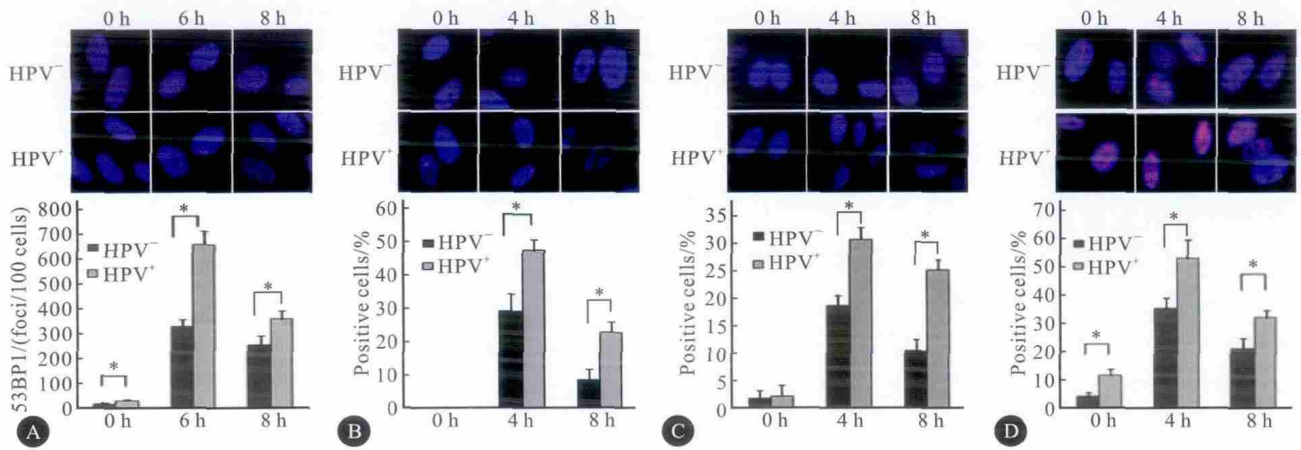 0 h 6 h 8 h
HPV⁻
HPV⁺
53BP1/(foci/100 cells)
800
700
600
500
400
300
200
100
0
*
*
*
HPV⁻
HPV⁺
0 h 6 h 8 h
A
0 h 4 h 8 h
HPV⁻
HPV⁺
Positive cells/%
60
50
40
30
20
10
0
*
*
HPV⁻
HPV⁺
0 h 4 h 8 h
B
0 h 4 h 8 h
HPV⁻
HPV⁺
Positive cells/%
35
30
25
20
15
10
5
0
*
*
HPV⁻
HPV⁺
0 h 4 h 8 h
C
0 h 4 h 8 h
HPV⁻
HPV⁺
Positive cells/%
70
60
50
40
30
20
10
0
*
*
*
HPV⁻
HPV⁺
0 h 4 h 8 h
D